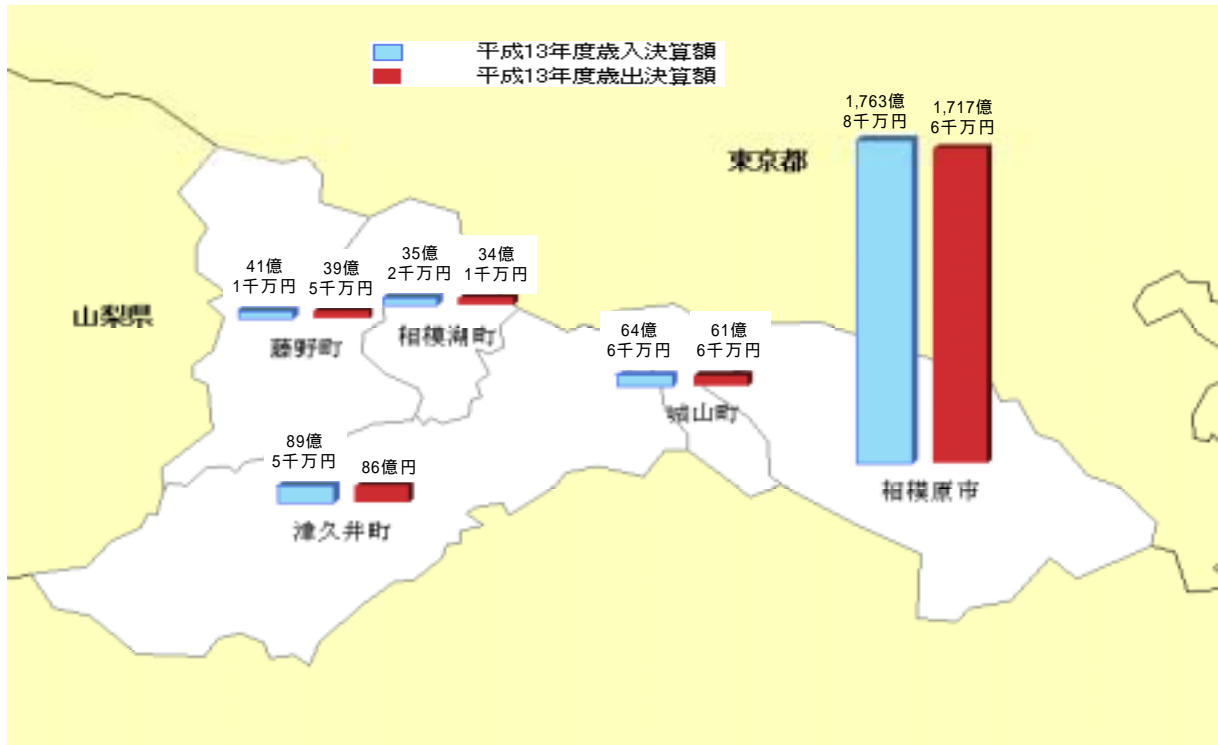 平成13年度歳入決算額
平成13年度歳出決算額
1,763億
8千万円
1,717億
6千万円
東京都
35億
2千万円
34億
1千万円
41億
1千万円
39億
5千万円
山梨県
相模湖町
藤野町
64億
6千万円
61億
6千万円
城山町
89億
5千万円
86億円
相模原市
津久井町